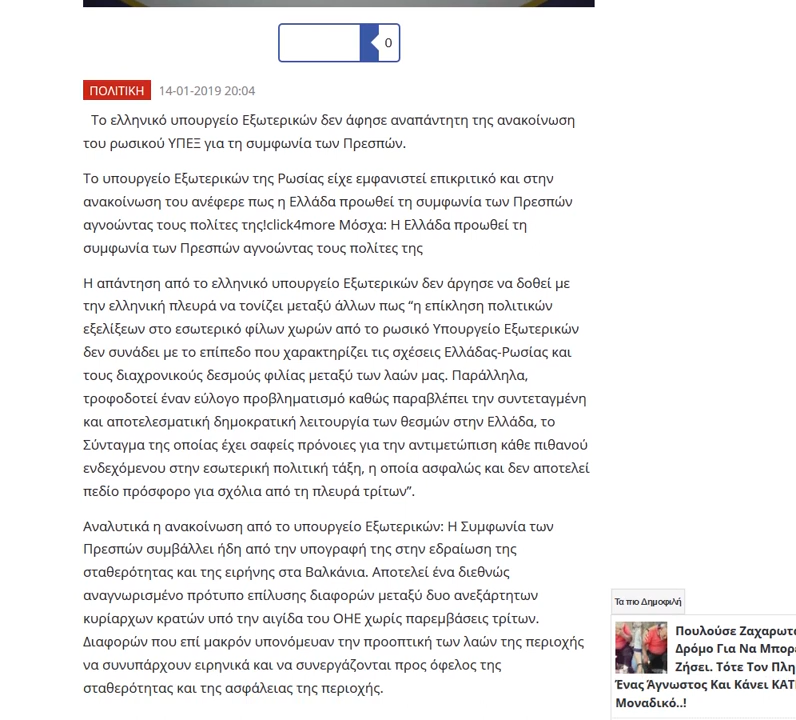 0
ΠΟΛΙΤΙΚΗ 14-01-2019 20:04
Το ελληνικό υπουργείο Εξωτερικών δεν άφησε αναπάντητη της ανακοίνωση
του ρωσικού ΥΠΕΞ για τη συμφωνία των Πρεσπών.
Το υπουργείο Εξωτερικών της Ρωσίας είχε εμφανιστεί επικριτικό και στην
ανακοίνωση του ανέφερε πως η Ελλάδα προωθεί τη συμφωνία των Πρεσπών
αγνοώντας τους πολίτες της!click4more Μόσχα: Η Ελλάδα προωθεί τη
συμφωνία των Πρεσπών αγνοώντας τους πολίτες της
Η απάντηση από το ελληνικό υπουργείο Εξωτερικών δεν άργησε να δοθεί με
την ελληνική πλευρά να τονίζει μεταξύ άλλων πως “η επίκληση πολιτικών
εξελίξεων στο εσωτερικό φίλων χωρών από το ρωσικό Υπουργείο Εξωτερικών
δεν συνάδει με το επίπεδο που χαρακτηρίζει τις σχέσεις Ελλάδας-Ρωσίας και
τους διαχρονικούς δεσμούς φιλίας μεταξύ των λαών μας. Παράλληλα,
τροφοδοτεί έναν εύλογο προβληματισμό καθώς παραβλέπει την συντεταγμένη
και αποτελεσματική δημοκρατική λειτουργία των θεσμών στην Ελλάδα, το
Σύνταγμα της οποίας έχει σαφείς πρόνοιες για την αντιμετώπιση κάθε πιθανού
ενδεχόμενου στην εσωτερική πολιτική τάξη, η οποία ασφαλώς και δεν αποτελεί
πεδίο πρόσφορο για σχόλια από τη πλευρά τρίτων”.
Αναλυτικά η ανακοίνωση από το υπουργείο Εξωτερικών: Η Συμφωνία των
Πρεσπών συμβάλλει ήδη από την υπογραφή της στην εδραίωση της
σταθερότητας και της ειρήνης στα Βαλκάνια. Αποτελεί ένα διεθνώς
αναγνωρισμένο πρότυπο επίλυσης διαφορών μεταξύ δυο ανεξάρτητων
κυρίαρχων κρατών υπό την αιγίδα του ΟΗΕ χωρίς παρεμβάσεις τρίτων.
Διαφορών που επί μακρόν υπονόμευαν την προοπτική των λαών της περιοχής
να συνυπάρχουν ειρηνικά και να συνεργάζονται προς όφελος της
σταθερότητας και της ασφάλειας της περιοχής.
Τα πιο Δημοφιλή
Πουλούσε Ζαχαρωτά
Δρόμο Για Να Μπορε
Ζήσει. Τότε Τον Πλη
Ένας Άγνωστος Και Κάνει ΚΑΤ
Μοναδικό..!